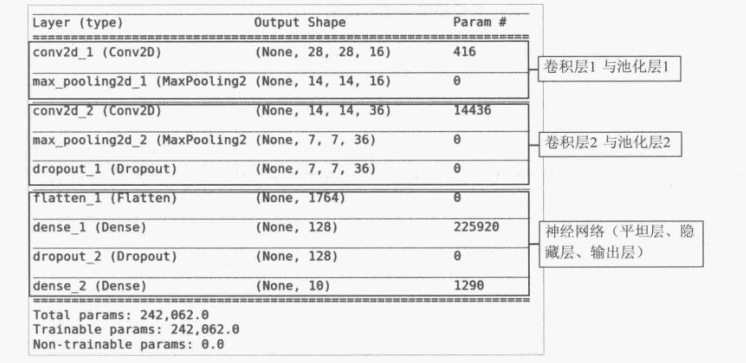 Layer (type) Output Shape Param #
conv2d_1 (Conv2D) (None, 28, 28, 16) 416
max_pooling2d_1 (MaxPooling2 (None, 14, 14, 16) 0
卷积层1 与池化层1
conv2d_2 (Conv2D) (None, 14, 14, 36) 14436
max_pooling2d_2 (MaxPooling2 (None, 7, 7, 36) 0
dropout_1 (Dropout) (None, 7, 7, 36) 0
卷积层2 与池化层2
flatten_1 (Flatten) (None, 1764) 0
dense_1 (Dense) (None, 128) 225920
dropout_2 (Dropout) (None, 128) 0
dense_2 (Dense) (None, 10) 1290
神经网络（平坦层、隐
藏层、输出层）
Total params: 242,062.0
Trainable params: 242,062.0
Non-trainable params: 0.0